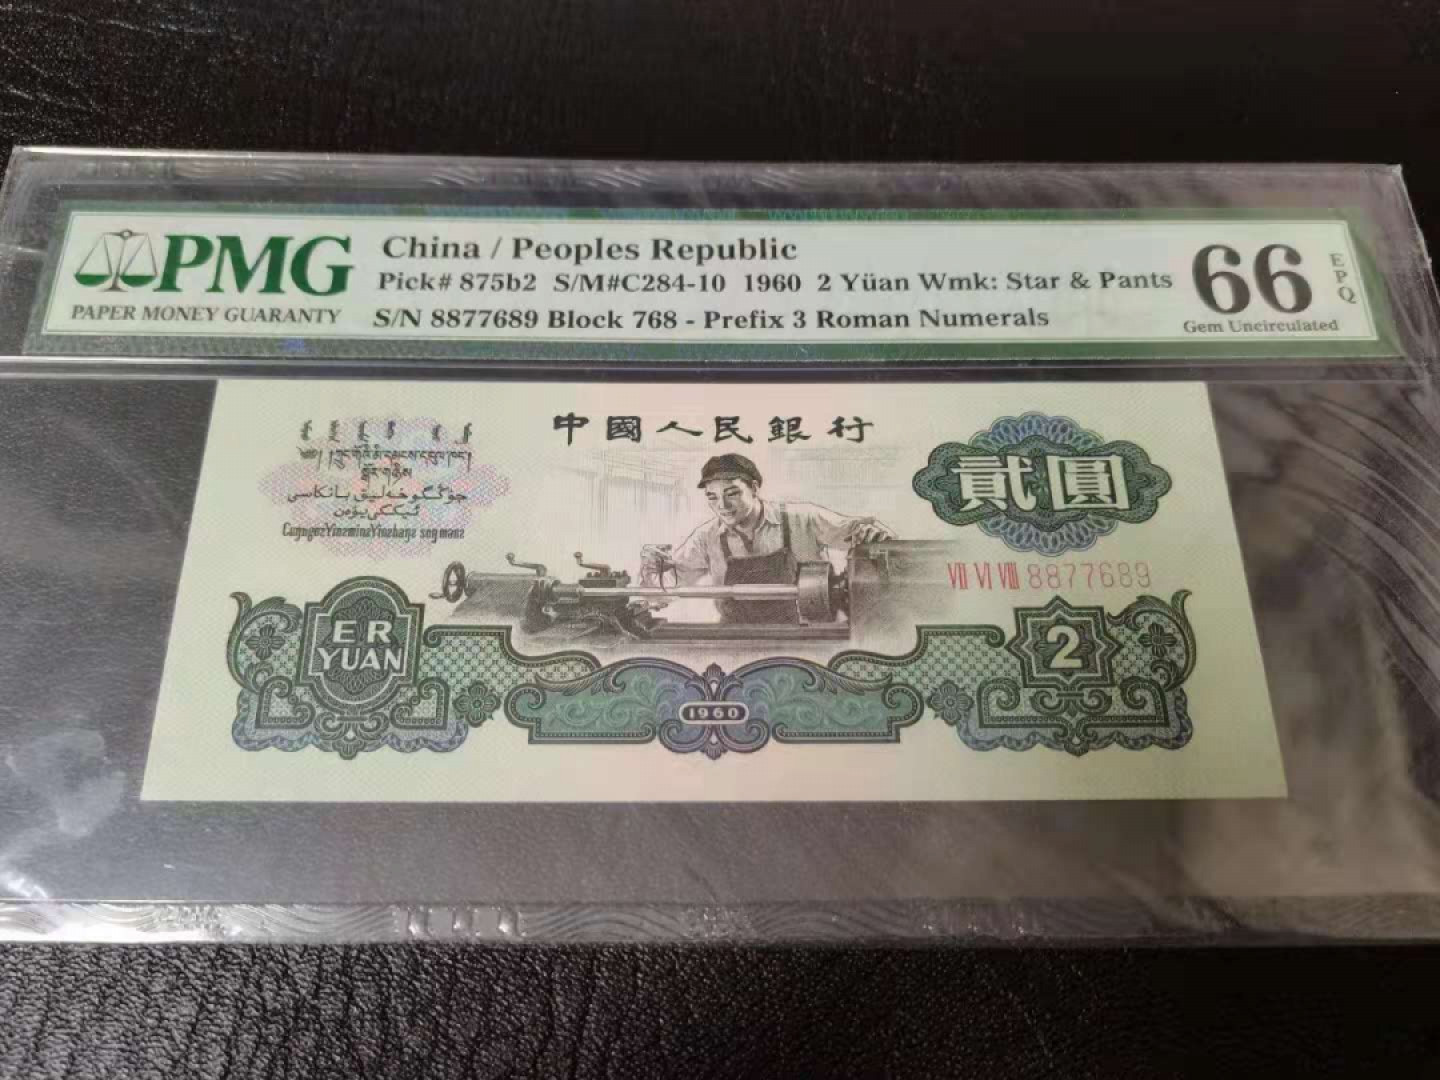 PMG
PAPER MONEY GUARANTY
China / Peoples Republic
Pick# 875b2 S/M#C284-10 1960 2 Yüan Wmk: Star & Pants
S/N 8877689 Block 768 - Prefix 3 Roman Numerals
66
EPQ
Gem Uncirculated
中國人民銀行
貳圓
VII VI VIII 8877689
ER
YUAN
2
1960